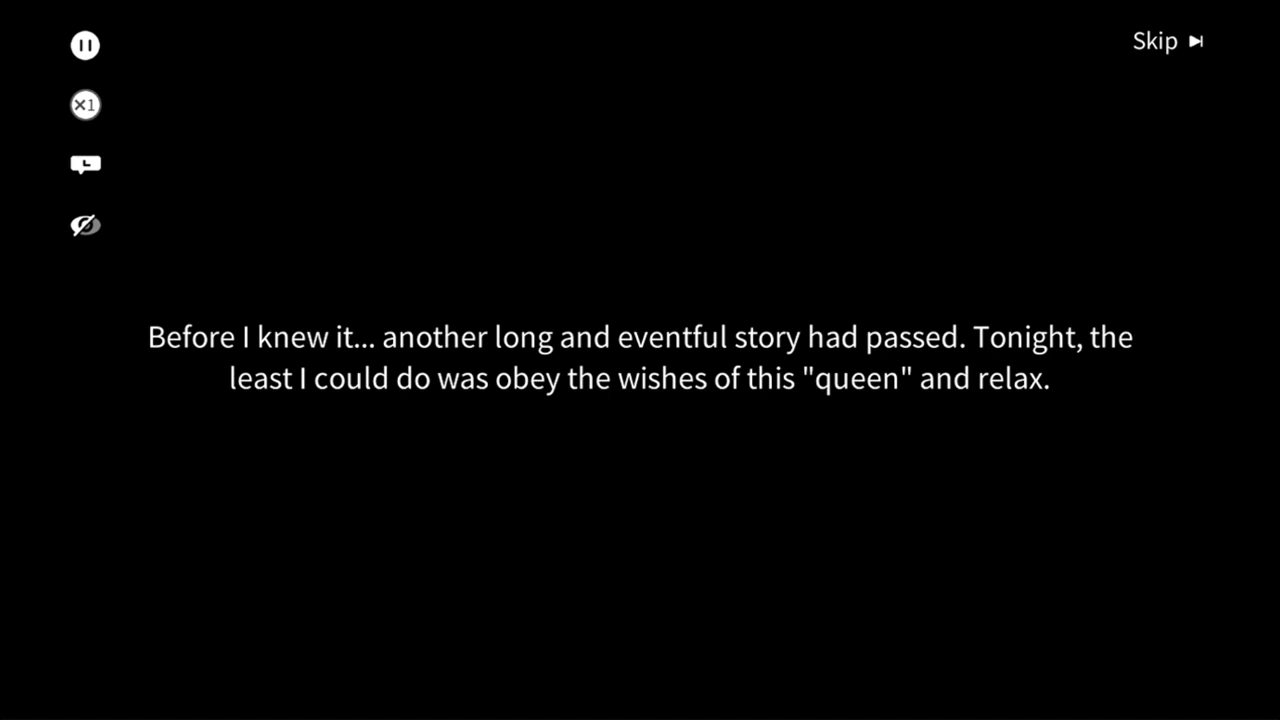 Skip
×1
Before I knew it... another long and eventful story had passed. Tonight, the
least I could do was obey the wishes of this "queen" and relax.